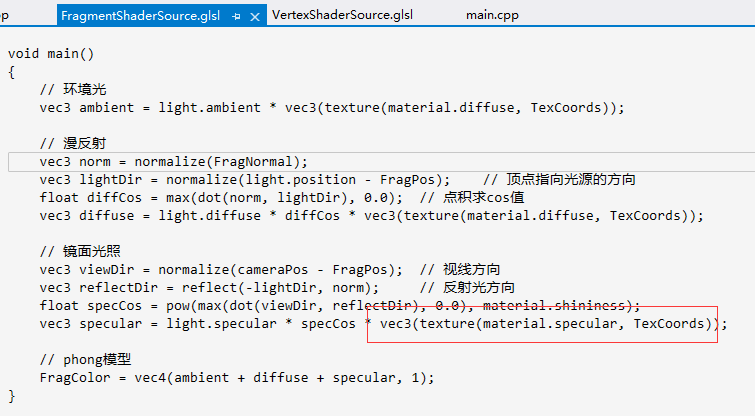 p FragmentShaderSource.glsl VertexShaderSource.glsl main.cpp
void main()
{
// 环境光
vec3 ambient = light.ambient * vec3(texture(material.diffuse, TexCoords));
// 漫反射
vec3 norm = normalize(FragNormal);
vec3 lightDir = normalize(light.position - FragPos); // 顶点指向光源的方向
float diffCos = max(dot(norm, lightDir), 0.0); // 点积求cos值
vec3 diffuse = light.diffuse * diffCos * vec3(texture(material.diffuse, TexCoords));
// 镜面光照
vec3 viewDir = normalize(cameraPos - FragPos); // 视线方向
vec3 reflectDir = reflect(-lightDir, norm); // 反射光方向
float specCos = pow(max(dot(viewDir, reflectDir), 0.0), material.shininess);
vec3 specular = light.specular * specCos * vec3(texture(material.specular, TexCoords));
// phong模型
FragColor = vec4(ambient + diffuse + specular, 1);
}